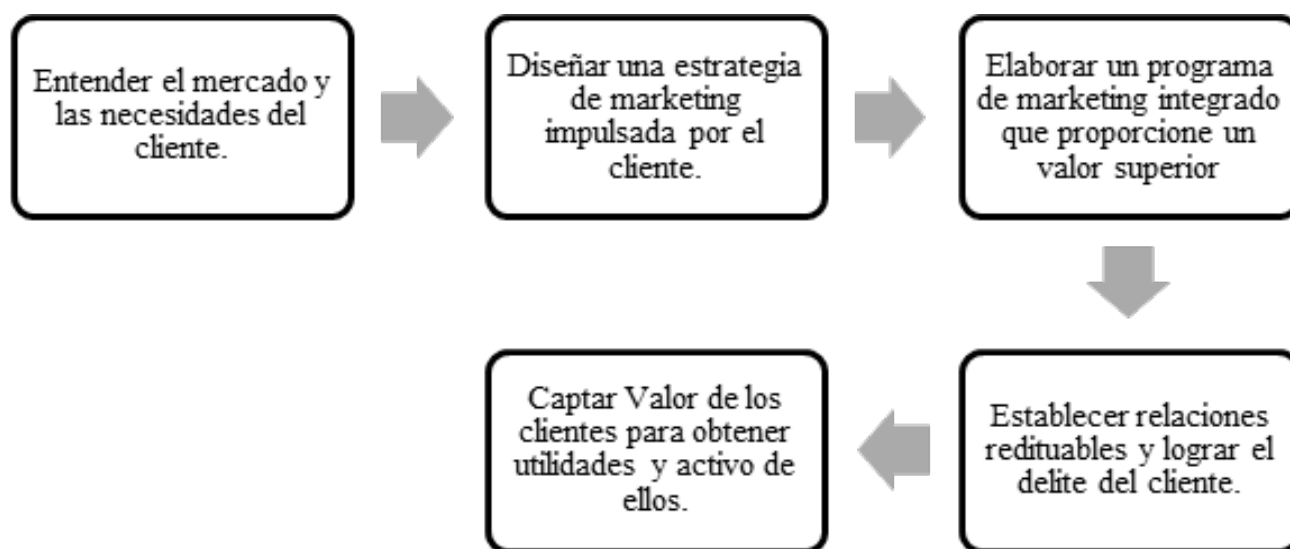 Entender el mercado y
las necesidades del
cliente.
Diseñar una estrategia
de marketing
impulsada por el
cliente.
Elaborar un programa
de marketing integrado
que proporcione un
valor superior
Establecer relaciones
redituables y lograr el
delite del cliente.
Captar Valor de los
clientes para obtener
utilidades y activo de
ellos.